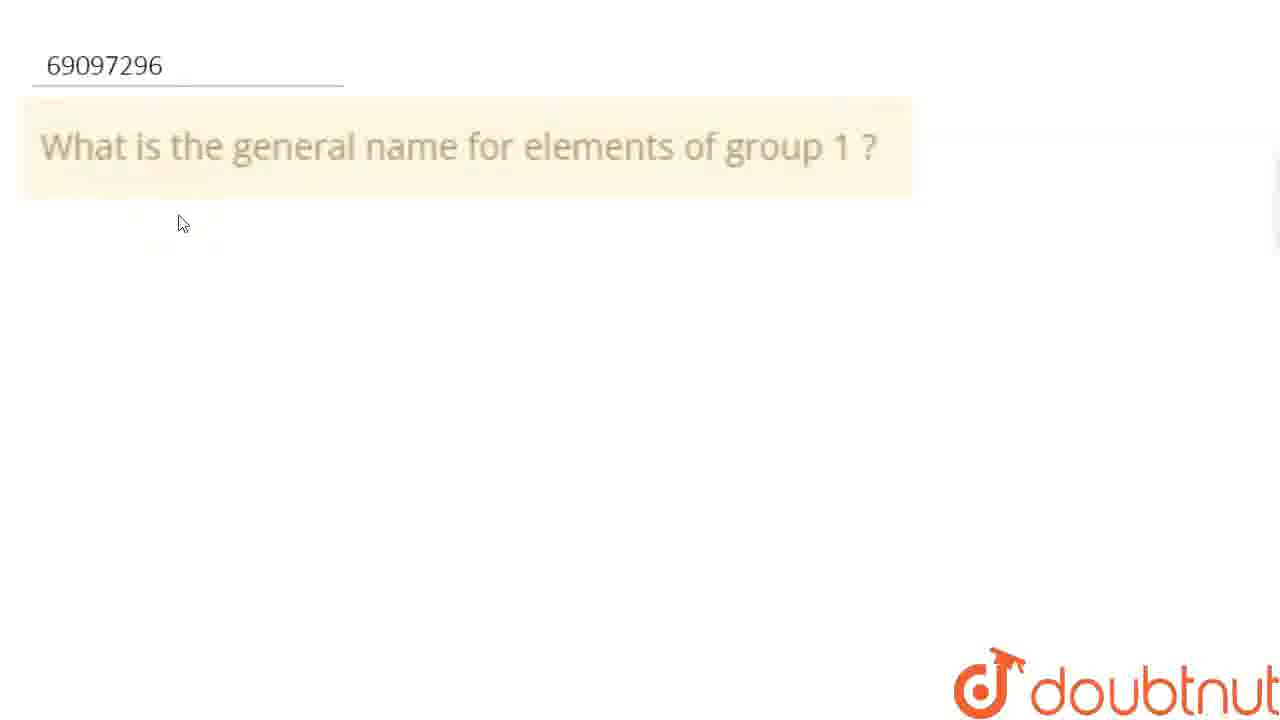 69097296
What is the general name for elements of group 1 ?
doubtnut